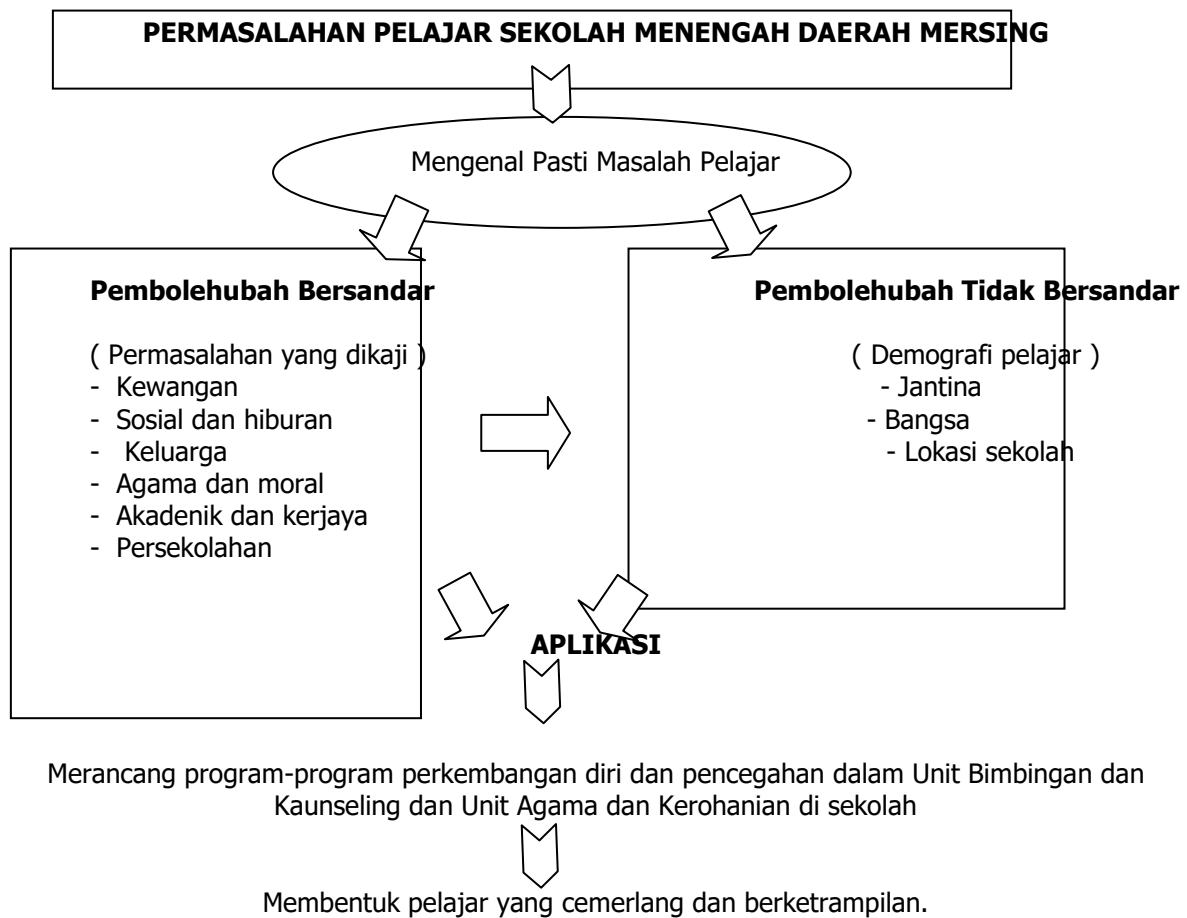 PERMASALAHAN PELAJAR SEKOLAH MENENGAH DAERAH MERSING
Mengenal Pasti Masalah Pelajar
Pembolehubah Bersandar
( Permasalahan yang dikaji )
- Kewangan
- Sosial dan hiburan
- Keluarga
- Agama dan moral
- Akadenik dan kerjaya
- Persekolahan
Pembolehubah Tidak Bersandar
( Demografi pelajar )
- Jantina
- Bangsa
- Lokasi sekolah
APLIKASI
Merancang program-program perkembangan diri dan pencegahan dalam Unit Bimbingan dan
Kaunseling dan Unit Agama dan Kerohanian di sekolah
Membentuk pelajar yang cemerlang dan berketrampilan.